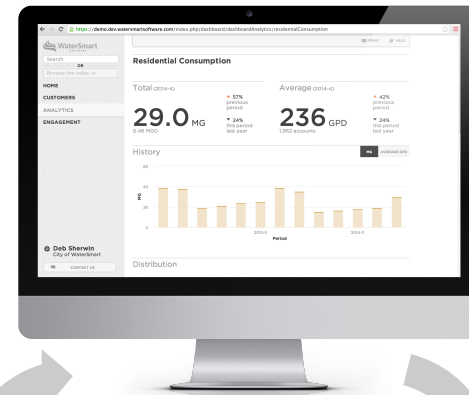 https://demo.dev.watersmartsoftware.com/index.php/dashboard/dashboardAnalytics/residentialConsumption
PRINT
HELP
WaterSmart
SOFTWARE
Search
OR
Browse the Index →
HOME
CUSTOMERS
ANALYTICS
ENGAGEMENT
Deb Sherwin
City of WaterSmart
CONTACT US
Residential Consumption
Total (2014-4)
29.0 MG
0.46 MGD
▲ 57%
previous
period
▼ 24%
this period
last year
Average (2014-4)
236 GPD
1,962 accounts
▲ 42%
previous
period
▼ 24%
this period
last year
History
MG
AVERAGE GPD
60
40
20
0
MG
2013-3
2014-2
Period
Distribution